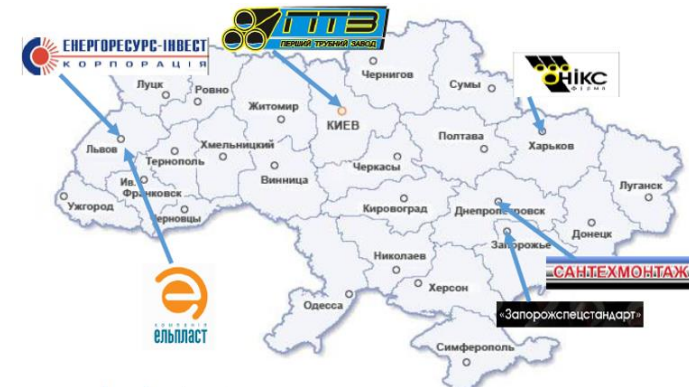 ЕНЕРГОРЕСУРС-ІНВЕСТ
КОРПОРАЦІЯ
ПТЗ
ПЕРШИЙ ТРУБНИЙ ЗАВОД
ОНІКС
фірма
Чернигов
Сумы
Луцк
Ровно
Житомир
КИЕВ
Львов
Хмельницкий
Тернополь
Полтава
Харьков
Черкасы
Винница
Ив.
Франковск
Луганск
Ужгород
Черновцы
Кировоград
Днепропетровск
Донецк
Запорожье
Николаев
САНТЕХМОНТАЖ
Херсон
Одесса
«Запорожспецстандарт»
КОМПАНІЯ
ельпласт
Симферополь